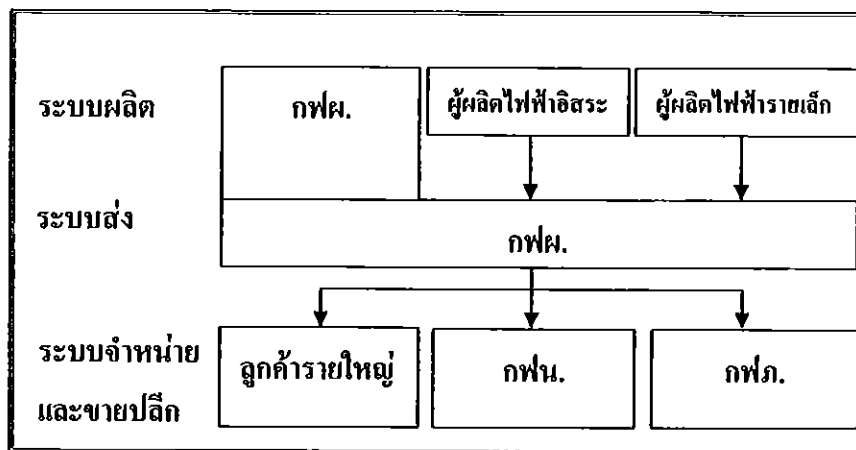 ระบบผลิต
กฟผ.
ผู้ผลิตไฟฟ้าอิสระ
ผู้ผลิตไฟฟ้ารายเล็ก
ระบบส่ง
กฟผ.
ระบบจำหน่าย
และขายปลีก
ลูกค้ารายใหญ่
กฟน.
กฟภ.